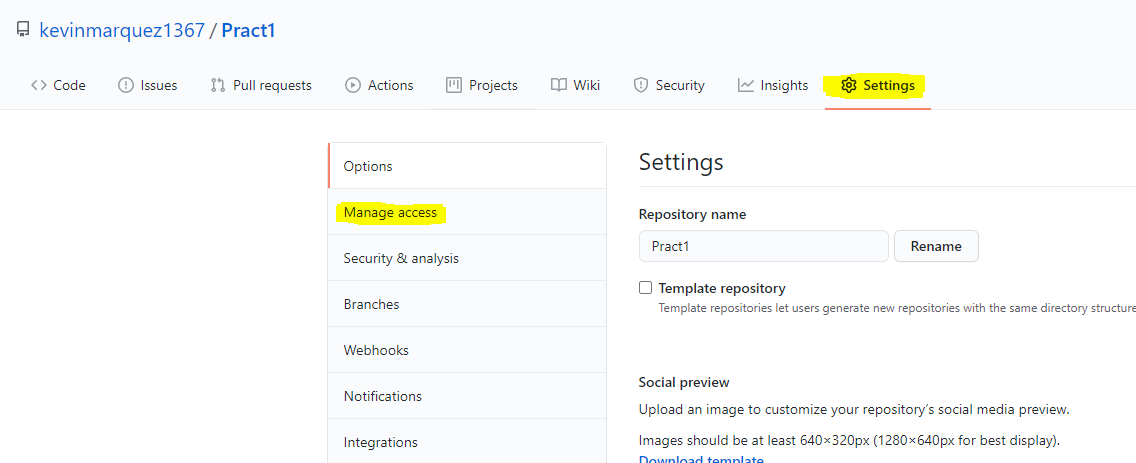 kevinmarquez1367 / Pract1
Code Issues Pull requests Actions Projects Wiki Security Insights Settings
Options
Manage access
Security & analysis
Branches
Webhooks
Notifications
Integrations
Settings
Repository name
Pract1 Rename
Template repository
Template repositories let users generate new repositories with the same directory structure
Social preview
Upload an image to customize your repository’s social media preview.
Images should be at least 640×320px (1280×640px for best display).
Download template